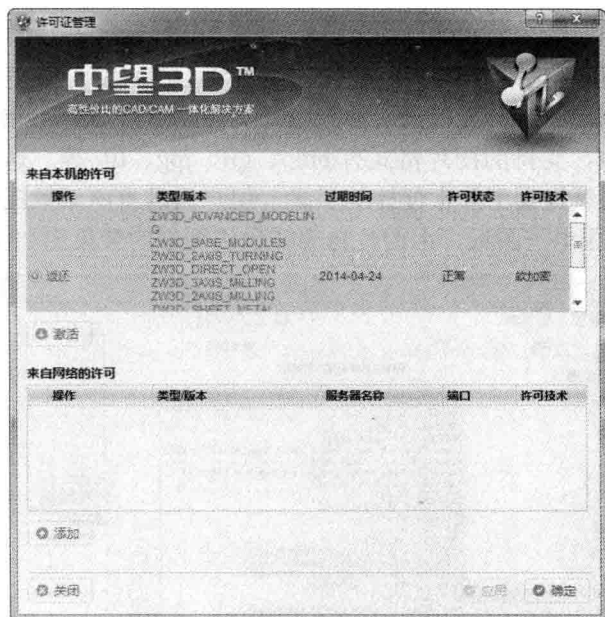 许可证管理
中望3D™
高性价比的CAD/CAM一体化解决方案
来自本机的许可
操作 类型/版本 过期时间 许可状态 许可技术
ZW3D_ADVANCED_MODELIN
G
ZW3D_BASE_MODULES
ZW3D_2AXIS_TURNING
ZW3D_DIRECT_OPEN
返还 ZW3D_3AXIS_MILLING 2014-04-24 正常 软加密
ZW3D_2AXIS_MILLING
ZW3D_SHEET_METAL
激活
来自网络的许可
操作 类型/版本 服务器名称 端口 许可技术
添加
关闭 应用 确定